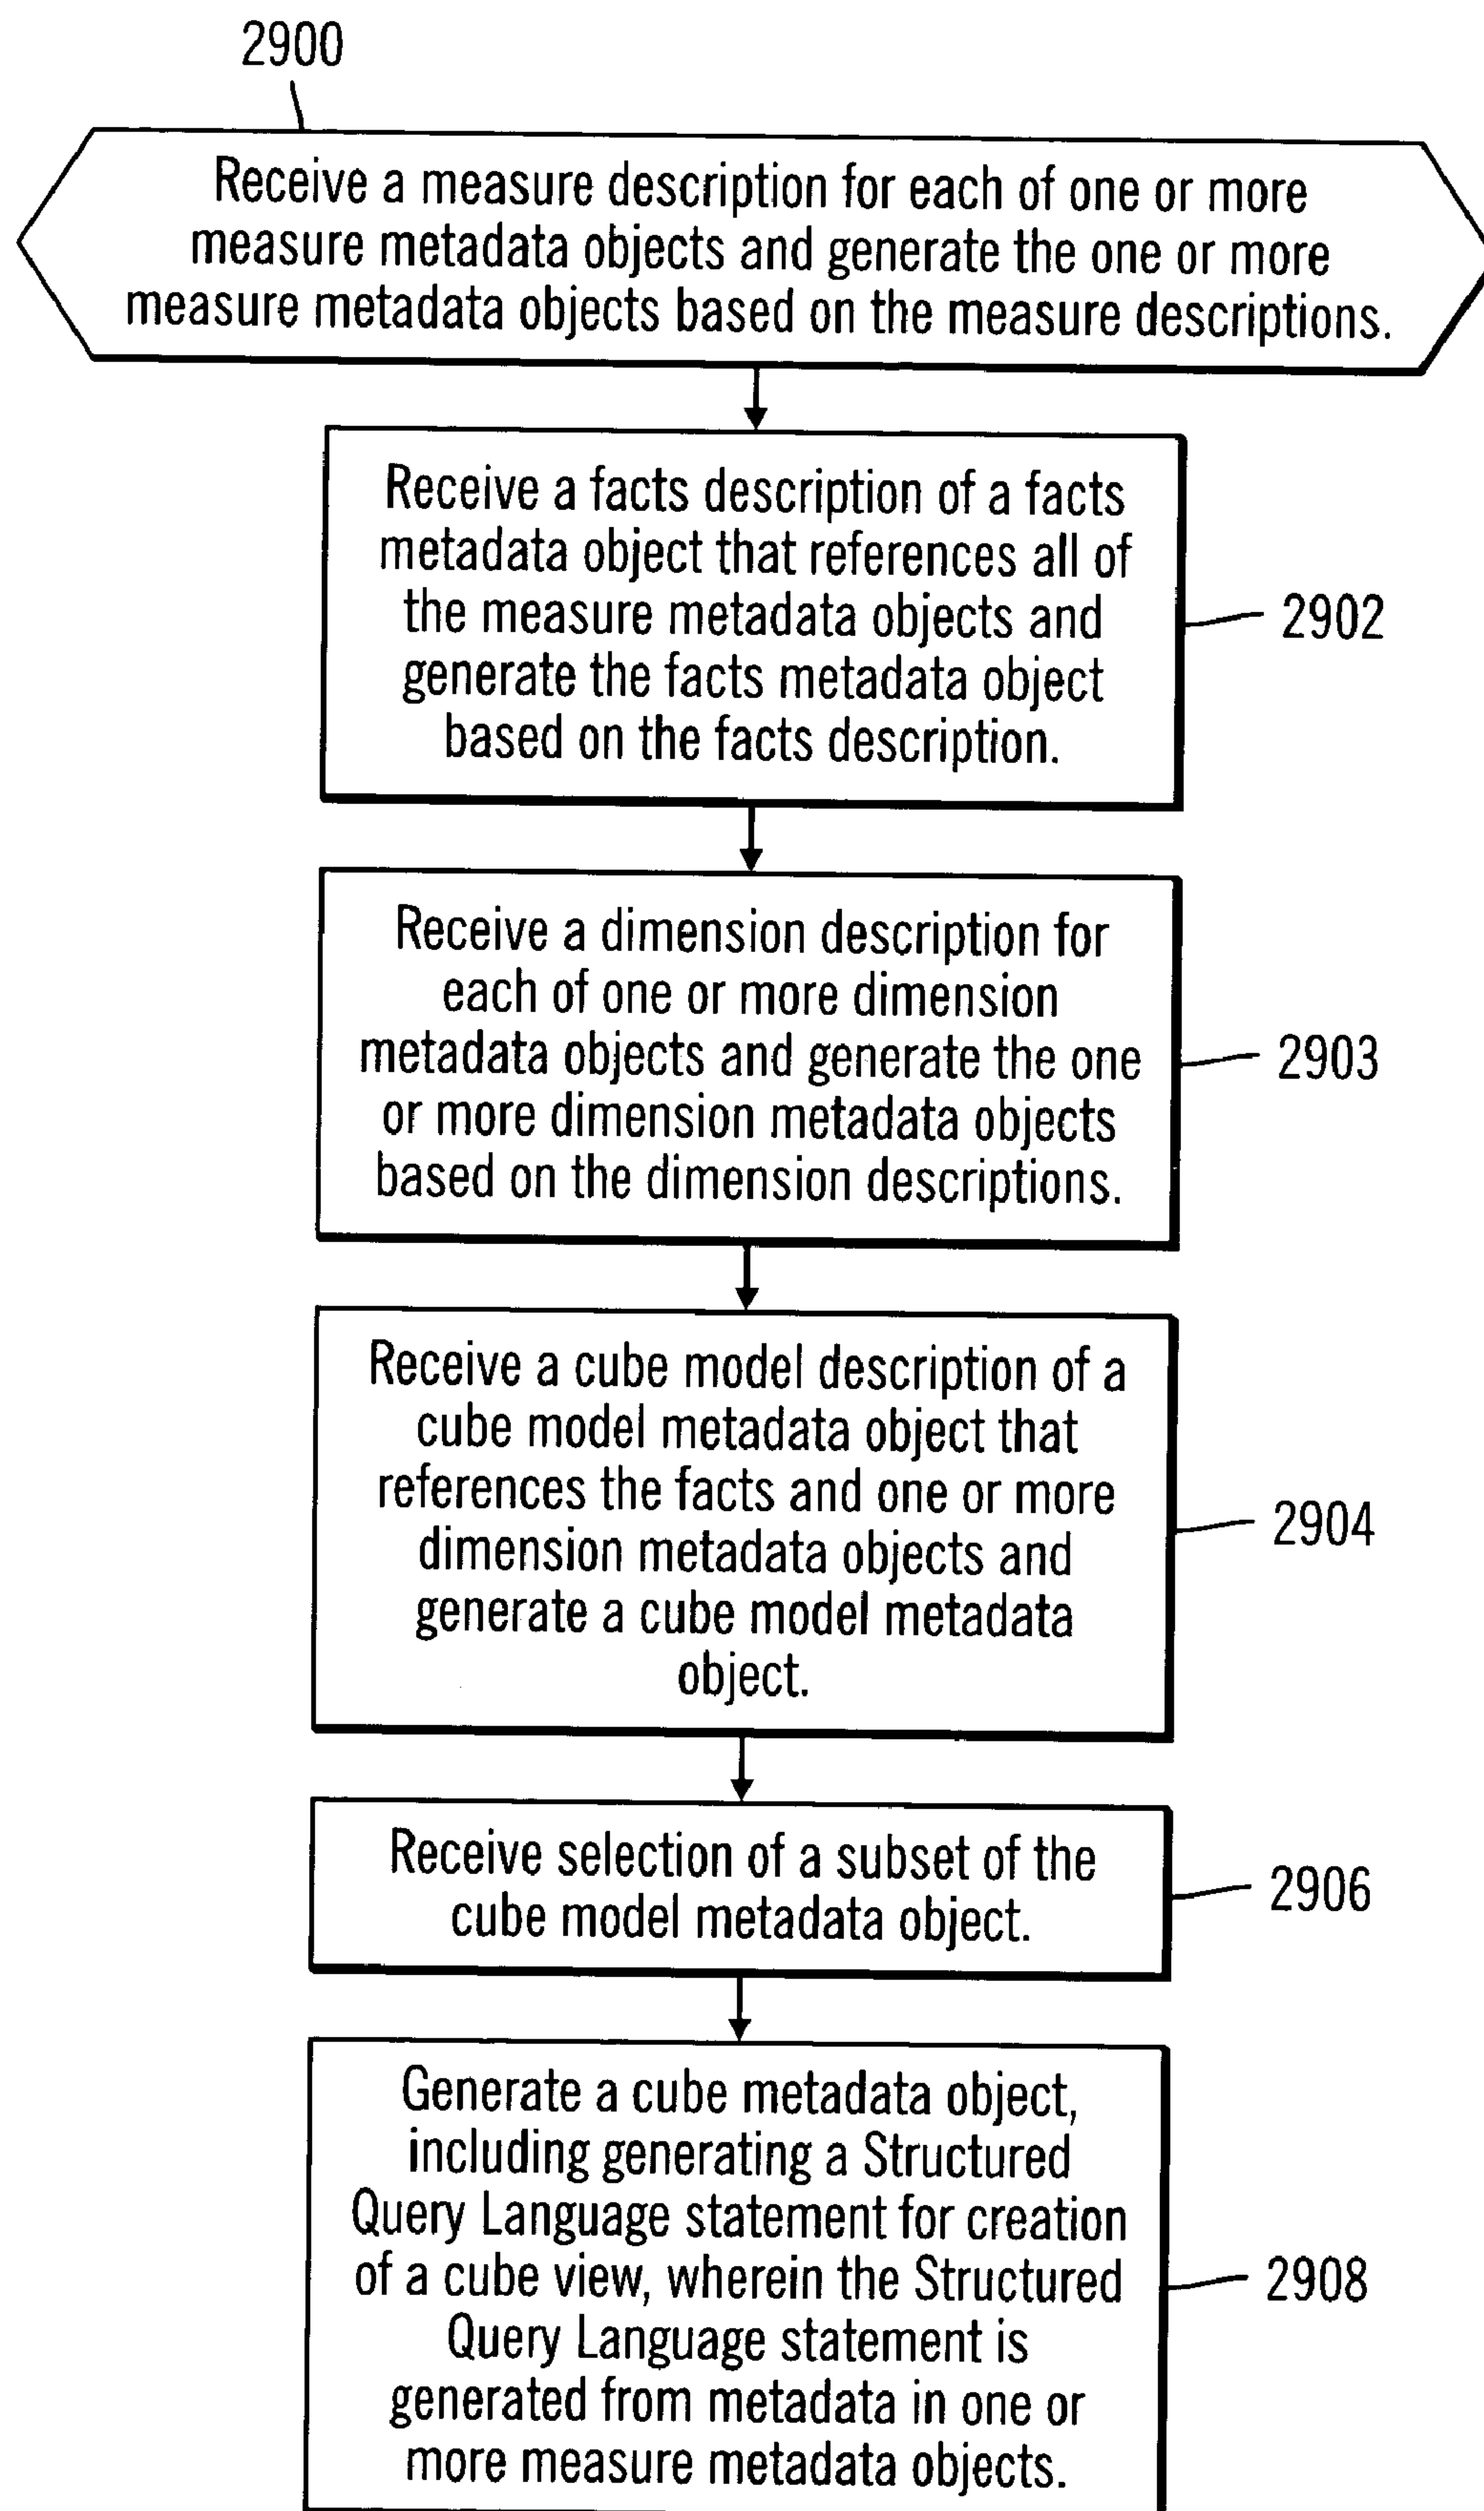 2900
Receive a measure description for each of one or more
measure metadata objects and generate the one or more
measure metadata objects based on the measure descriptions.
Receive a facts description of a facts
metadata object that references all of
the measure metadata objects and
generate the facts metadata object
based on the facts description.
2902
Receive a dimension description for
each of one or more dimension
metadata objects and generate the one
or more dimension metadata objects
based on the dimension descriptions.
2903
Receive a cube model description of a
cube model metadata object that
references the facts and one or more
dimension metadata objects and
generate a cube model metadata
object.
2904
Receive selection of a subset of the
cube model metadata object.
2906
Generate a cube metadata object,
including generating a Structured
Query Language statement for creation
of a cube view, wherein the Structured
Query Language statement is
generated from metadata in one or
more measure metadata objects.
2908